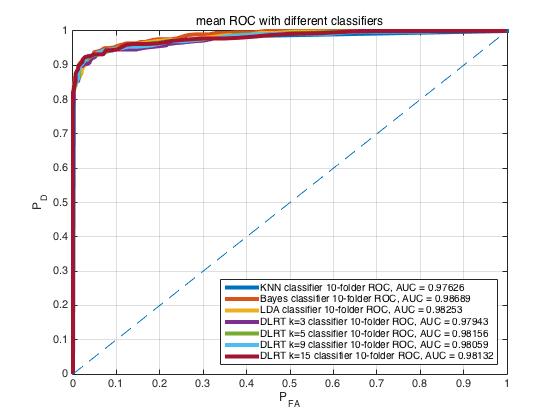 mean ROC with different classifiers
1
0.9
0.8
0.7
0.6
0.5
0.4
0.3
0.2
0.1
0
P_D
KNN classifier 10-folder ROC, AUC = 0.97626
Bayes classifier 10-folder ROC, AUC = 0.98689
LDA classifier 10-folder ROC, AUC = 0.98253
DLRT k=3 classifier 10-folder ROC, AUC = 0.97943
DLRT k=5 classifier 10-folder ROC, AUC = 0.98156
DLRT k=9 classifier 10-folder ROC, AUC = 0.98059
DLRT k=15 classifier 10-folder ROC, AUC = 0.98132
0 0.1 0.2 0.3 0.4 0.5 0.6 0.7 0.8 0.9 1
P_FA